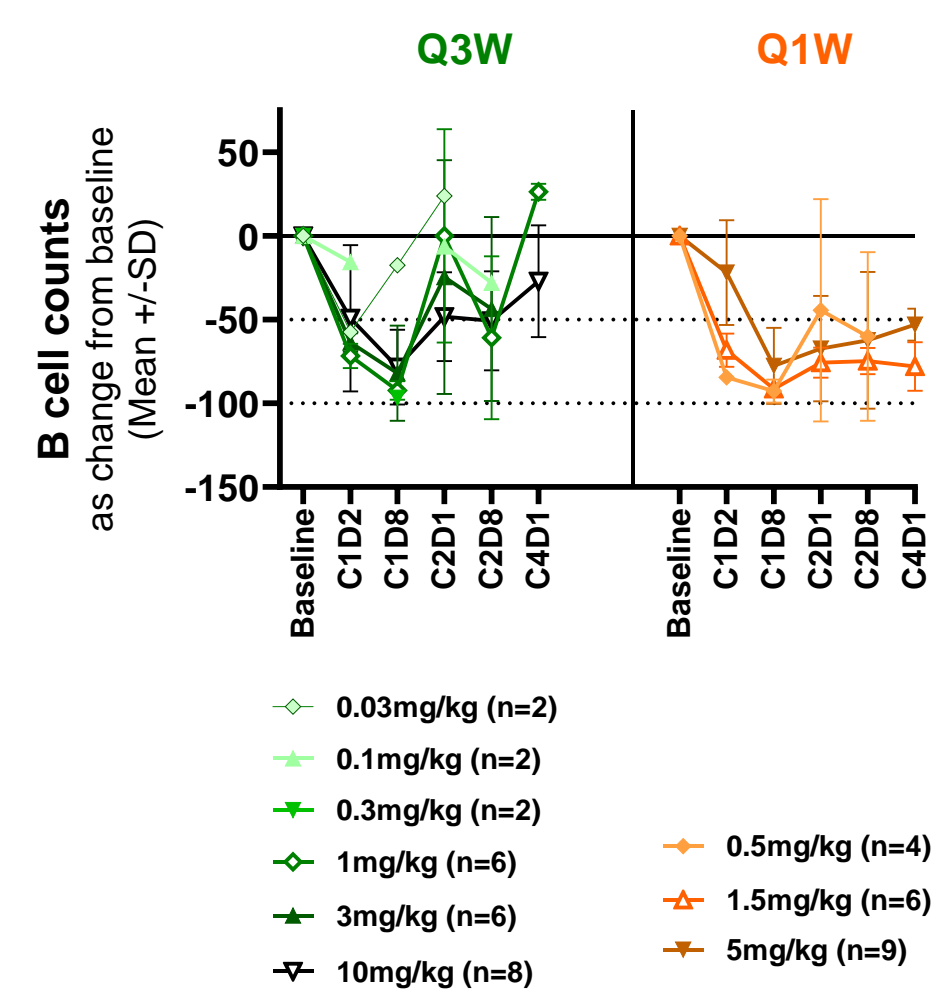 Q3W
Q1W
B cell counts
as change from baseline
(Mean +/-SD)
50
0
-50
-100
-150
Baseline
C1D2
C1D8
C2D1
C2D8
C4D1
Baseline
C1D2
C1D8
C2D1
C2D8
C4D1
0.03mg/kg (n=2)
0.1mg/kg (n=2)
0.3mg/kg (n=2)
1mg/kg (n=6)
3mg/kg (n=6)
10mg/kg (n=8)
0.5mg/kg (n=4)
1.5mg/kg (n=6)
5mg/kg (n=9)